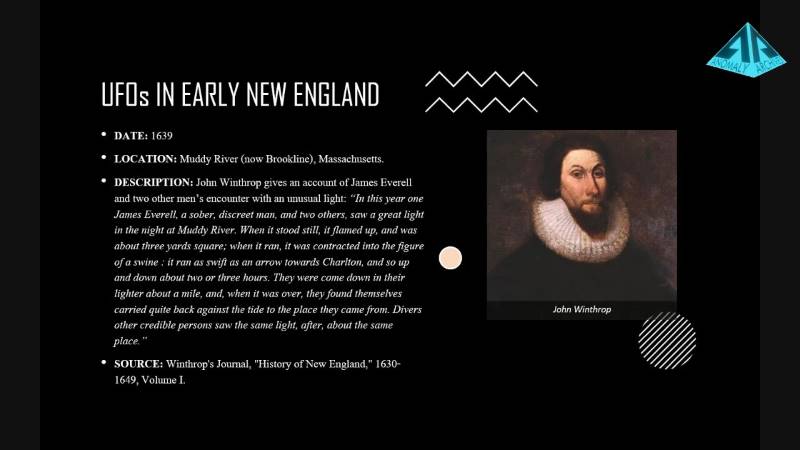 UFOs IN EARLY NEW ENGLAND
• DATE: 1639
• LOCATION: Muddy River (now Brookline), Massachusetts.
• DESCRIPTION: John Winthrop gives an account of James Everell
and two other men's encounter with an unusual light: “In this year one
James Everell, a sober, discreet man, and two others, saw a great light
in the night at Muddy River. When it stood still, it flamed up, and was
about three yards square; when it ran, it was contracted into the figure
of a swine : it ran as swift as an arrow towards Charlton, and so up
and down about two or three hours. They were come down in their
lighter about a mile, and, when it was over, they found themselves
carried quite back against the tide to the place they came from. Divers
other credible persons saw the same light, after, about the same
place.”
• SOURCE: Winthrop's Journal, "History of New England," 1630-
1649, Volume I.
John Winthrop
ANOMALY ARCHIVES